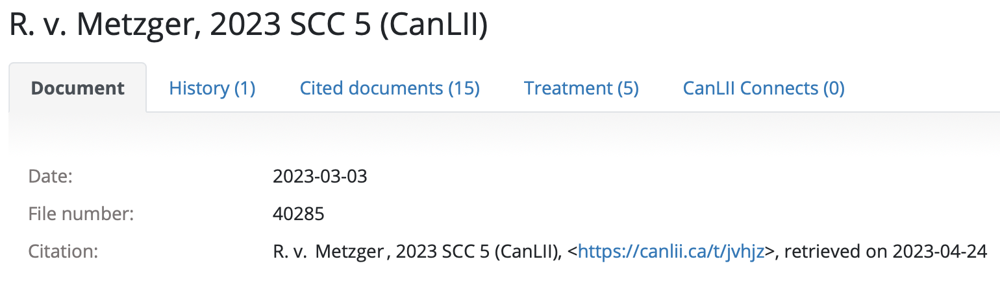 R. v. Metzger, 2023 SCC 5 (CanLII)
Document History (1) Cited documents (15) Treatment (5) CanLII Connects (0)
Date: 2023-03-03
File number: 40285
Citation: R. v. Metzger, 2023 SCC 5 (CanLII), <https://canlii.ca/t/jvhjz>, retrieved on 2023-04-24